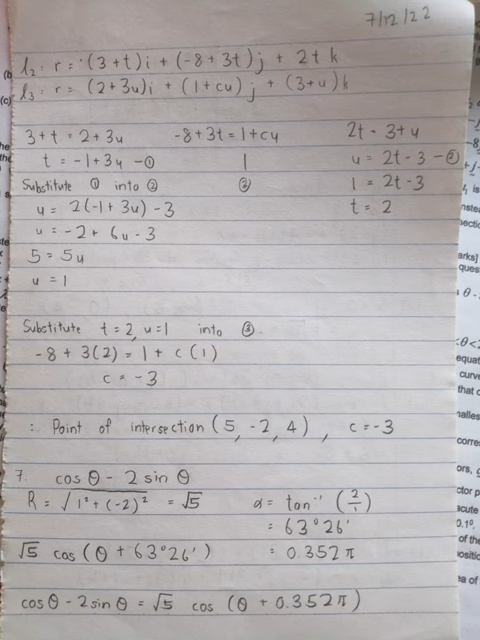 7/12/22
l₂ : r = (3+t)i + (-8+3t)j + 2t k
l₃ : r = (2+3u)i + (1+cu)j + (3+u)k
3+t = 2+3u   -8+3t = 1+cu   2t = 3+u
t = -1+3u -①   |   u = 2t-3 -②
Substitute ① into ②   ③   1 = 2t-3
u = 2(-1+3u)-3   t = 2
u = -2+6u-3
5 = 5u
u = 1
Substitute t=2, u=1 into ③
-8+3(2) = 1+c(1)
c = -3
∴ Point of intersection (5, -2, 4), c=-3
7. cos θ - 2 sin θ
R = √1²+(-2)² = √5   α = tan⁻¹ (2/1)
= 63°26'
√5 cos (θ + 63°26')   = 0.352π
cos θ - 2 sin θ = √5 cos (θ + 0.352π)